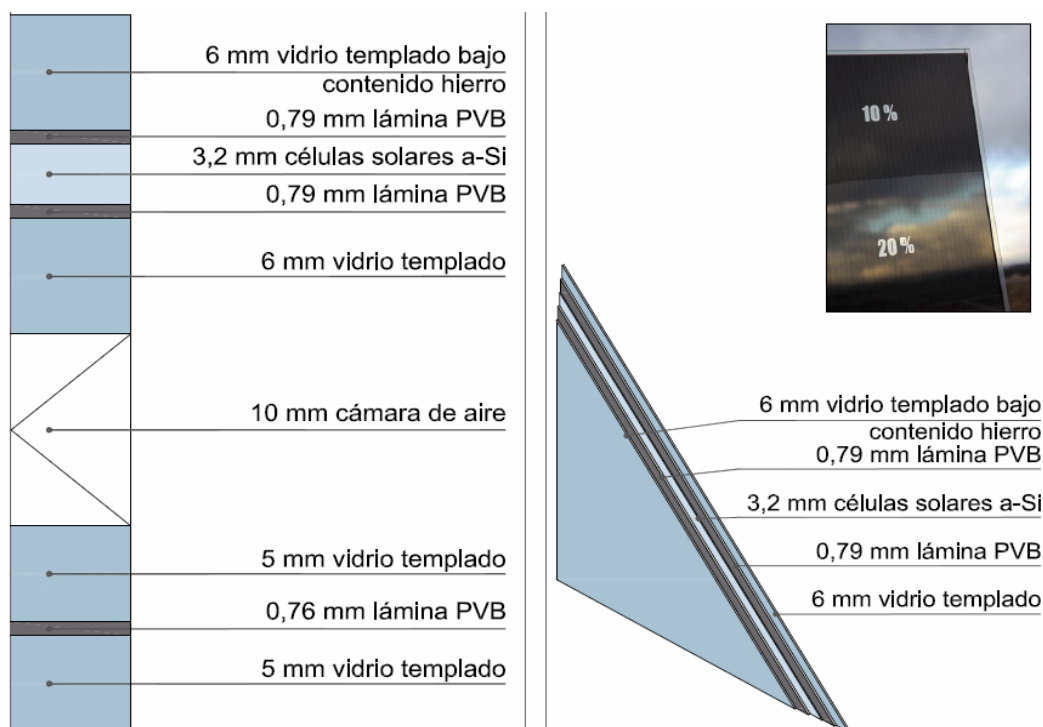 6 mm vidrio templado bajo
contenido hierro
0,79 mm lámina PVB
3,2 mm células solares a-Si
0,79 mm lámina PVB
6 mm vidrio templado
10 mm cámara de aire
5 mm vidrio templado
0,76 mm lámina PVB
5 mm vidrio templado
10%
20%
6 mm vidrio templado bajo
contenido hierro
0,79 mm lámina PVB
3,2 mm células solares a-Si
0,79 mm lámina PVB
6 mm vidrio templado